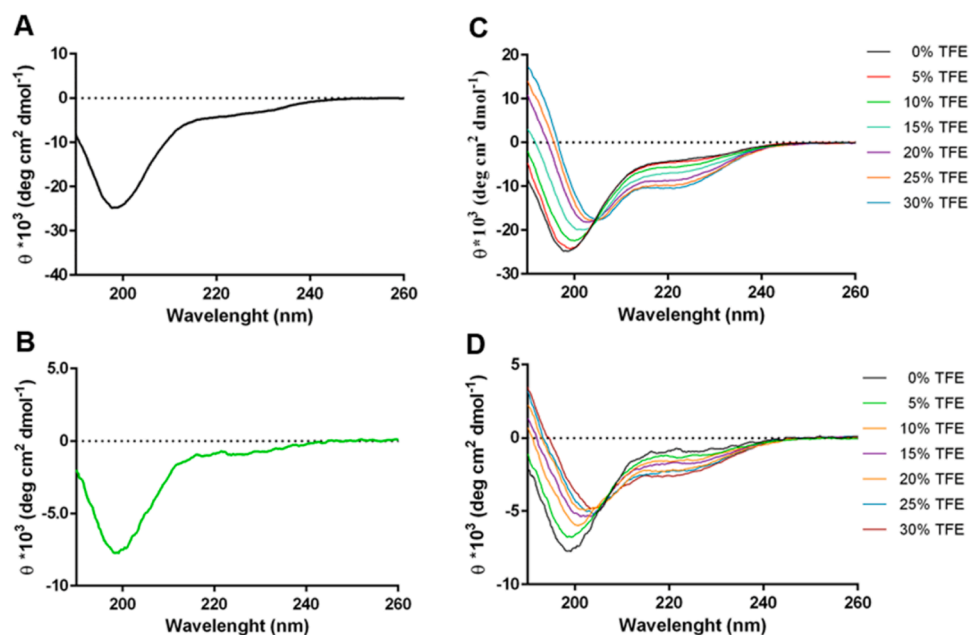 A
θ *10³ (deg cm² dmol⁻¹)
10
0
-10
-20
-30
-40
200
220
240
260
Wavelenght (nm)
B
θ *10³ (deg cm² dmol⁻¹)
5.0
0
-5
-10
200
220
240
260
Wavelenght (nm)
C
θ*10³ (deg cm² dmol⁻¹)
20
10
0
-10
-20
-30
200
220
240
260
Wavelenght (nm)
0% TFE
5% TFE
10% TFE
15% TFE
20% TFE
25% TFE
30% TFE
D
θ *10³ (deg cm² dmol⁻¹)
5
0
-5
-10
200
220
240
260
Wavelenght (nm)
0% TFE
5% TFE
10% TFE
15% TFE
20% TFE
25% TFE
30% TFE